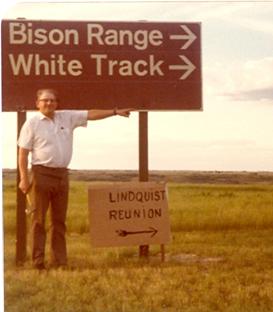 Bison Range →
White Track →
LINDQUIST
REUNION
→